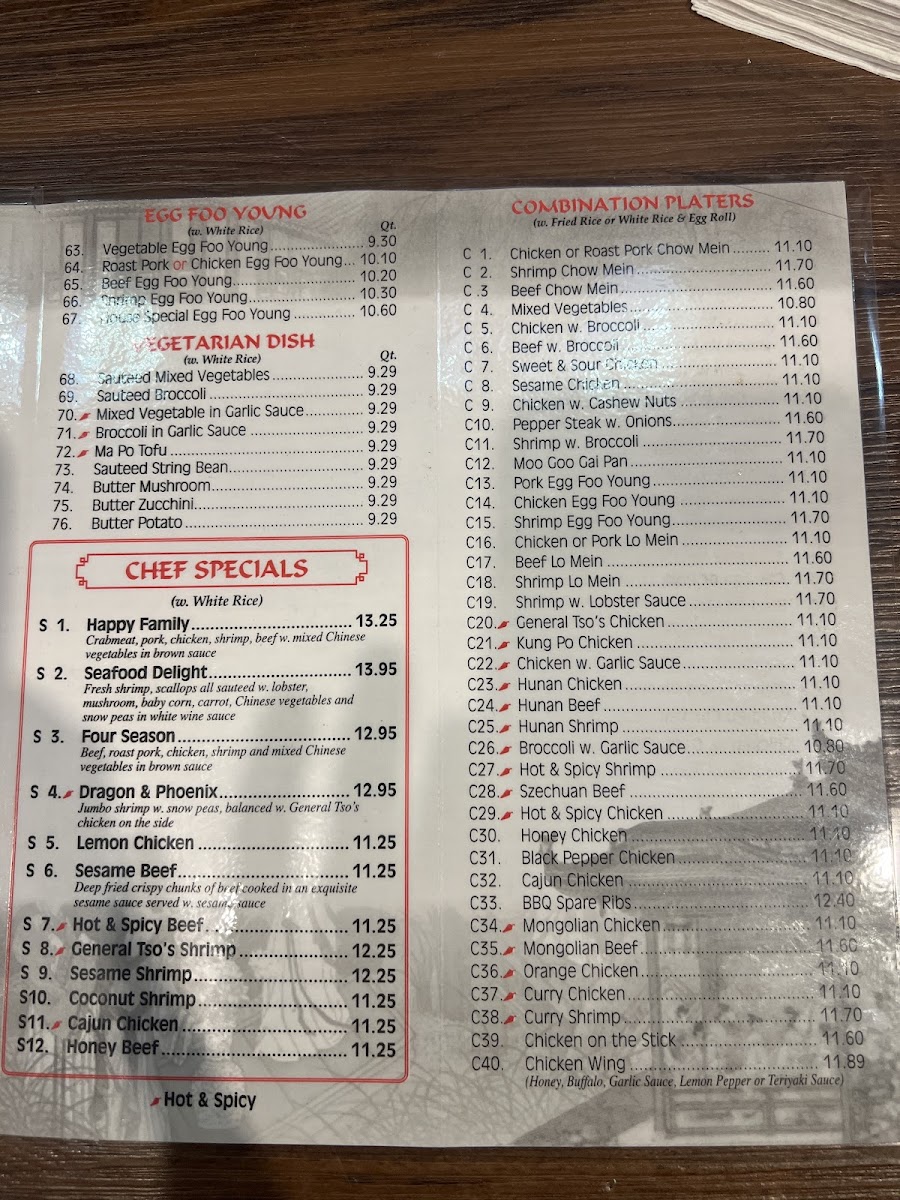 EGG FOO YOUNG
(w. White Rice) Qt.
63. Vegetable Egg Foo Young 9.30
64. Roast Pork or Chicken Egg Foo Young 10.10
65. Beef Egg Foo Young 10.20
66. Shrimp Egg Foo Young 10.30
67. House Special Egg Foo Young 10.60
VEGETARIAN DISH
(w. White Rice) Qt.
68. Sauteed Mixed Vegetables 9.29
69. Sauteed Broccoli 9.29
70. Mixed Vegetable in Garlic Sauce 9.29
71. Broccoli in Garlic Sauce 9.29
72. Ma Po Tofu 9.29
73. Sauteed String Bean 9.29
74. Butter Mushroom 9.29
75. Butter Zucchini 9.29
76. Butter Potato 9.29
CHEF SPECIALS
(w. White Rice)
S 1. Happy Family 13.25
Crabmeat, pork, chicken, shrimp, beef w. mixed Chinese
vegetables in brown sauce
S 2. Seafood Delight 13.95
Fresh shrimp, scallops all sauteed w. lobster,
mushroom, baby corn, carrot, Chinese vegetables and
snow peas in white wine sauce
S 3. Four Season 12.95
Beef, roast pork, chicken, shrimp and mixed Chinese
vegetables in brown sauce
S 4. Dragon & Phoenix 12.95
Jumbo shrimp w. snow peas, balanced w. General Tso's
chicken on the side
S 5. Lemon Chicken 11.25
S 6. Sesame Beef 11.25
Deep fried crispy chunks of beef cooked in an exquisite
sesame sauce served w. sesame sauce
S 7. Hot & Spicy Beef 11.25
S 8. General Tso's Shrimp 12.25
S 9. Sesame Shrimp 12.25
S10. Coconut Shrimp 11.25
S11. Cajun Chicken 11.25
S12. Honey Beef 11.25
Hot & Spicy
COMBINATION PLATERS
(w. Fried Rice or White Rice & Egg Roll)
C 1. Chicken or Roast Pork Chow Mein 11.10
C 2. Shrimp Chow Mein 11.70
C .3 Beef Chow Mein 11.60
C 4. Mixed Vegetables 10.80
C 5. Chicken w. Broccoli 11.10
C 6. Beef w. Broccoli 11.60
C 7. Sweet & Sour Chicken 11.10
C 8. Sesame Chicken 11.10
C 9. Chicken w. Cashew Nuts 11.10
C10. Pepper Steak w. Onions 11.60
C11. Shrimp w. Broccoli 11.70
C12. Moo Goo Gai Pan 11.10
C13. Pork Egg Foo Young 11.10
C14. Chicken Egg Foo Young 11.10
C15. Shrimp Egg Foo Young 11.70
C16. Chicken or Pork Lo Mein 11.10
C17. Beef Lo Mein 11.60
C18. Shrimp Lo Mein 11.70
C19. Shrimp w. Lobster Sauce 11.70
C20. General Tso's Chicken 11.10
C21. Kung Po Chicken 11.10
C22. Chicken w. Garlic Sauce 11.10
C23. Hunan Chicken 11.10
C24. Hunan Beef 11.10
C25. Hunan Shrimp 11.10
C26. Broccoli w. Garlic Sauce 10.80
C27. Hot & Spicy Shrimp 11.70
C28. Szechuan Beef 11.60
C29. Hot & Spicy Chicken 11.10
C30. Honey Chicken 11.10
C31. Black Pepper Chicken 11.10
C32. Cajun Chicken 11.10
C33. BBQ Spare Ribs 12.40
C34. Mongolian Chicken 11.10
C35. Mongolian Beef 11.60
C36. Orange Chicken 11.10
C37. Curry Chicken 11.10
C38. Curry Shrimp 11.70
C39. Chicken on the Stick 11.60
C40. Chicken Wing 11.89
(Honey, Buffalo, Garlic Sauce, Lemon Pepper or Teriyaki Sauce)